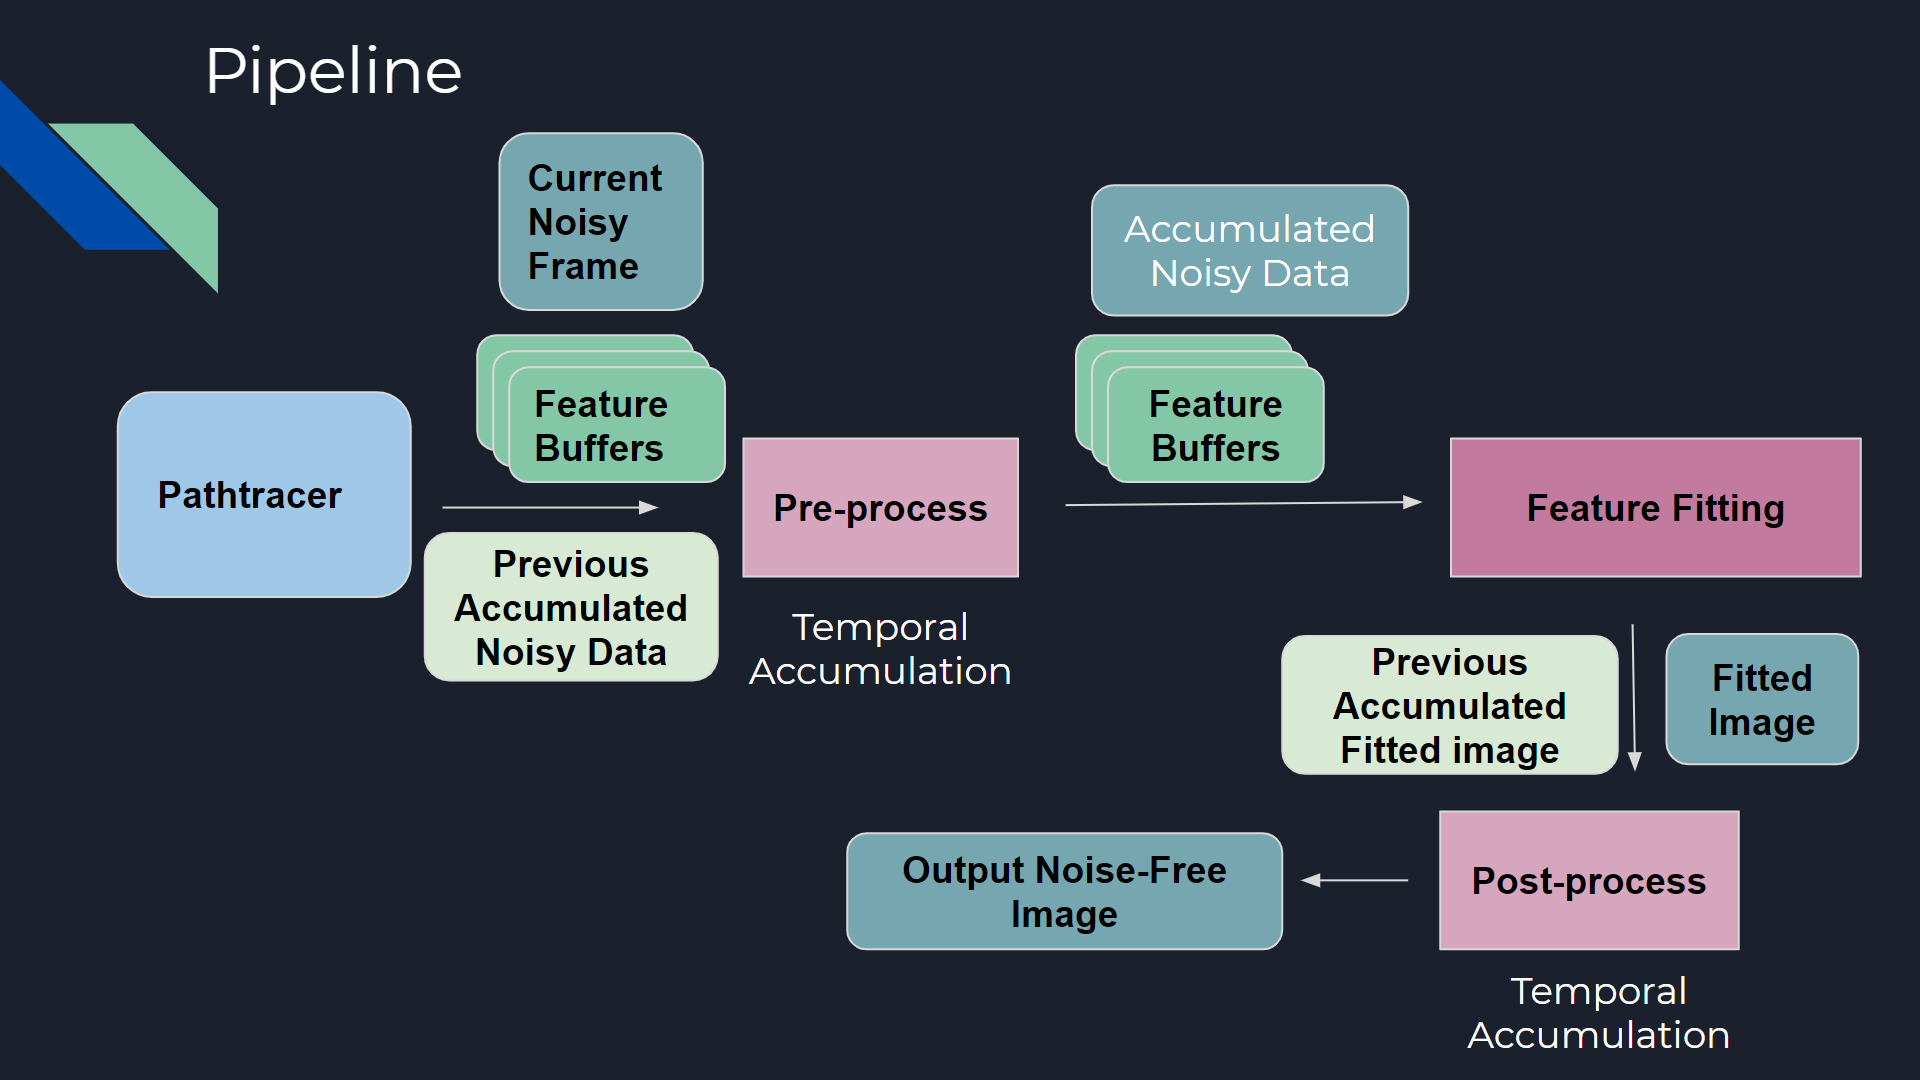 Pipeline
Current
Noisy
Frame
Accumulated
Noisy Data
Feature
Buffers
Feature
Buffers
Pathtracer
Pre-process
Feature Fitting
Previous
Accumulated
Noisy Data
Temporal
Accumulation
Previous
Accumulated
Fitted image
Fitted
Image
Output Noise-Free
Image
Post-process
Temporal
Accumulation